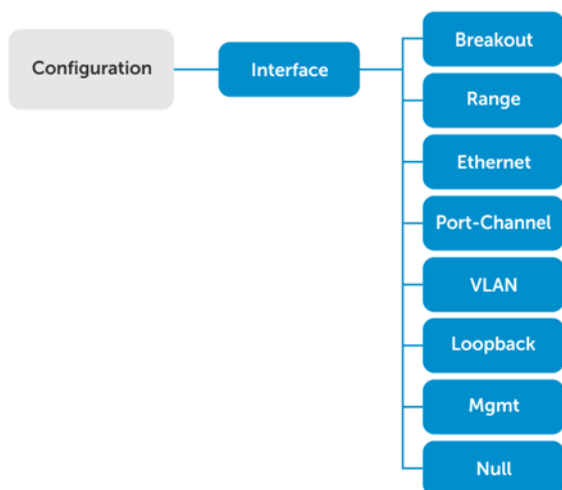 Configuration
Interface
Breakout
Range
Ethernet
Port-Channel
VLAN
Loopback
Mgmt
Null